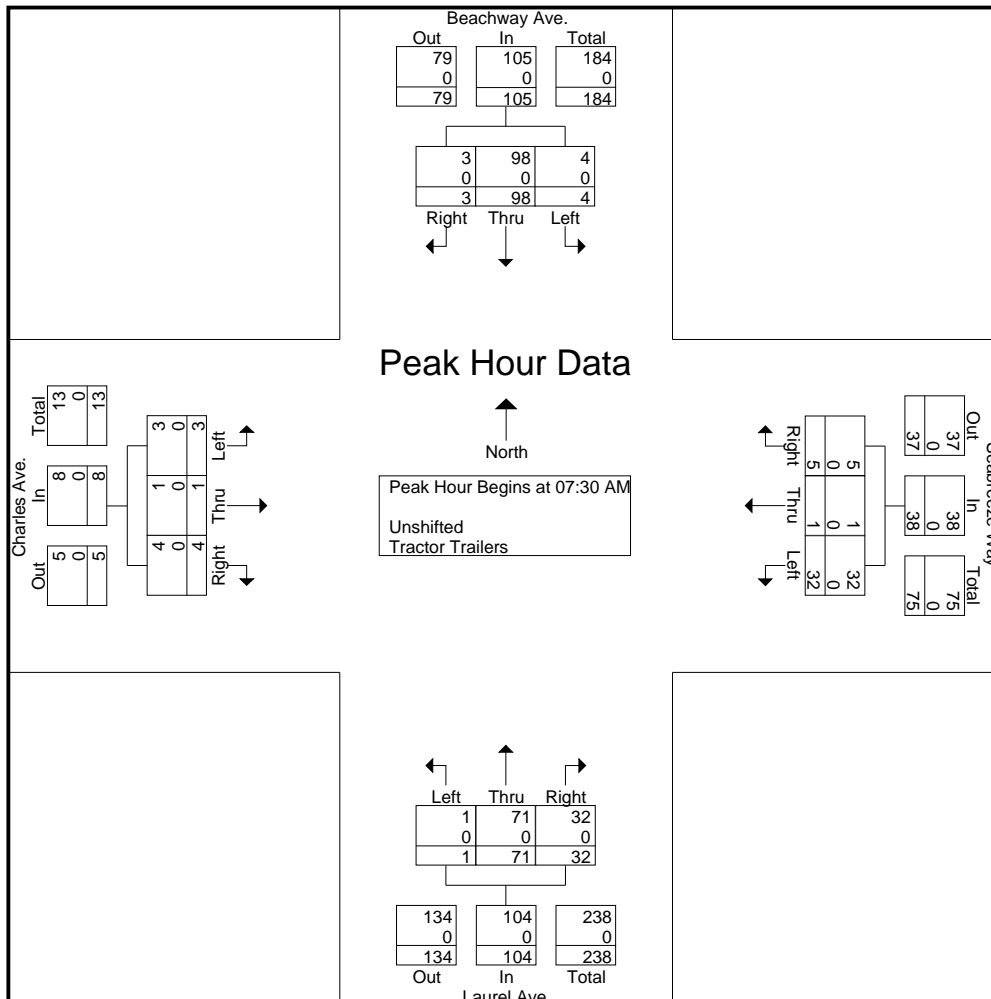 Beachway Ave.
Out In Total
79 105 184
0 0 0
79 105 184
3 98 4
0 0 0
3 98 4
Right Thru Left
Peak Hour Data
North
Peak Hour Begins at 07:30 AM
Unshifted
Tractor Trailers
Charles Ave.
Out In Total
5 8 13
0 0 0
5 8 13
4 1 3
0 0 0
4 1 3
Right Thru Left
Out In Total
37 38 75
0 0 0
37 38 75
5 1 32
0 0 0
5 1 32
Right Thru Left
Left Thru Right
1 71 32
0 0 0
1 71 32
134 104 238
0 0 0
134 104 238
Out In Total
Laurel Ave